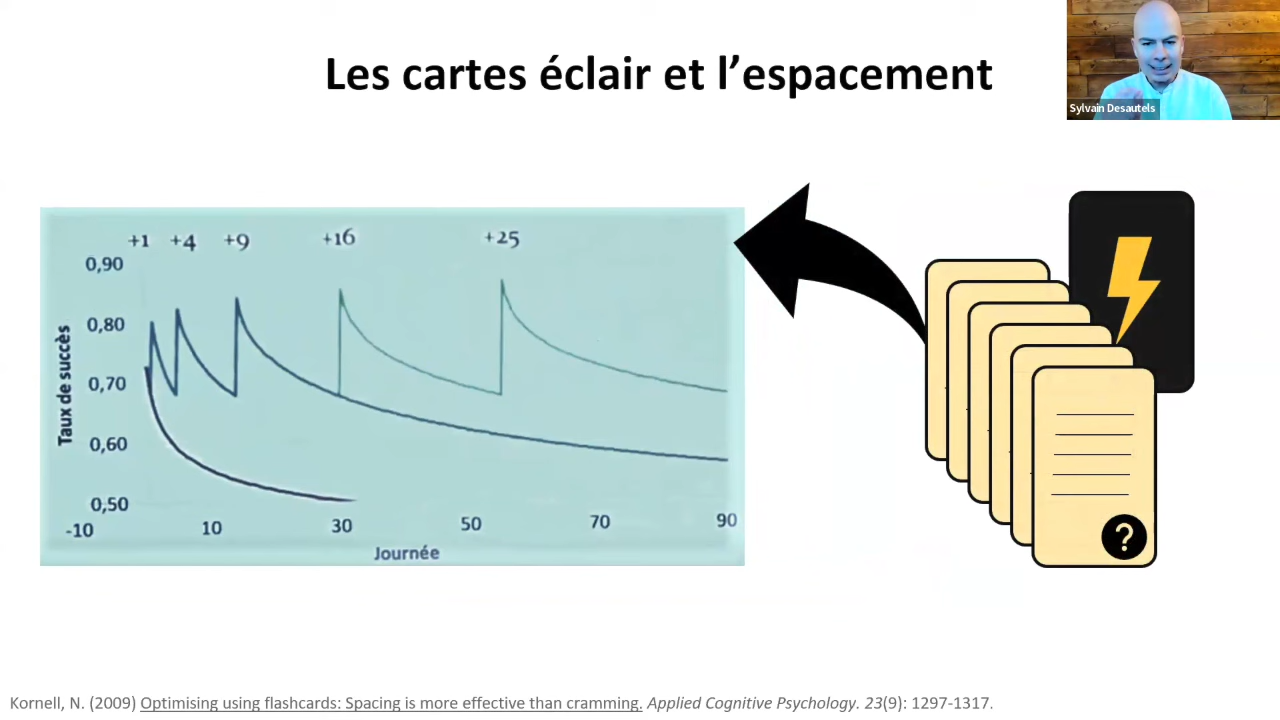 Les cartes éclair et l’espacement
Sylvain Desautels
+1 +4 +9 +16 +25
0,90
0,80
0,70
0,60
0,50
Taux de succès
-10 10 30 50 70 90
Journée
?
Kornell, N. (2009) Optimising using flashcards: Spacing is more effective than cramming. Applied Cognitive Psychology. 23(9): 1297-1317.